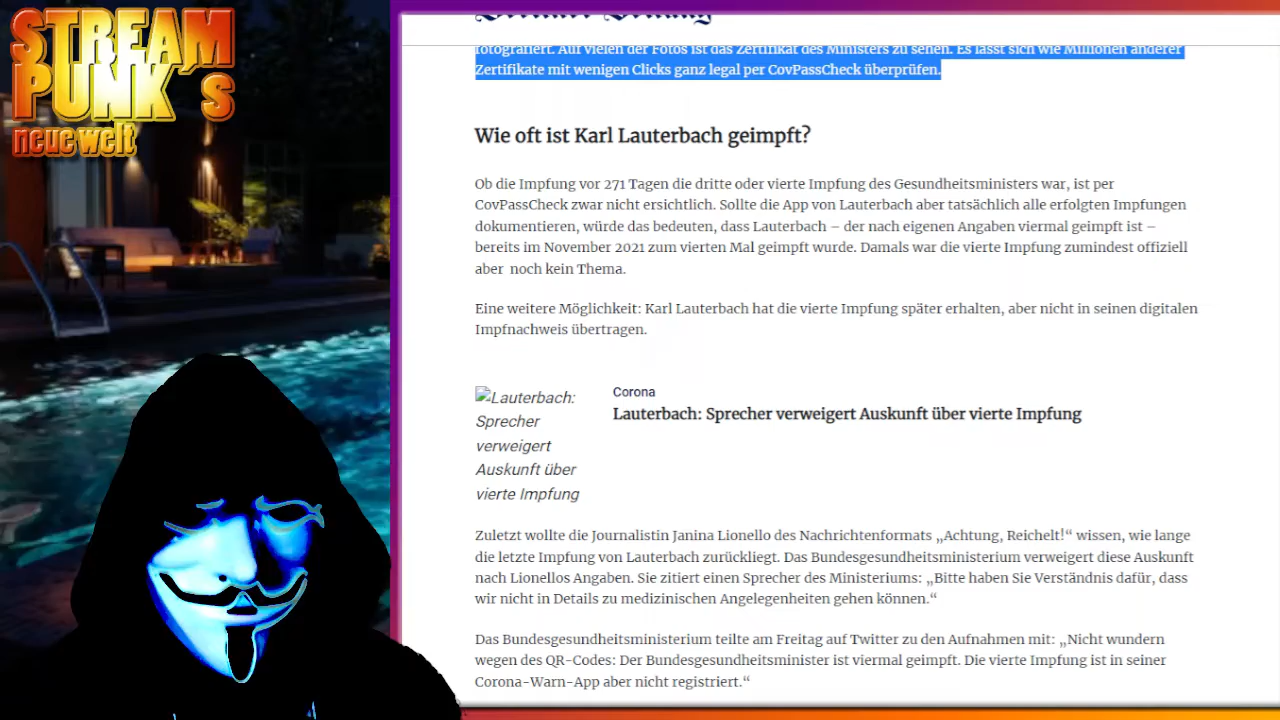 STREAM
PUNK´s
neue welt
Berliner Zeitung
fotografiert. Auf vielen der Fotos ist das Zertifikat des Ministers zu sehen. Es lässt sich wie Millionen anderer
Zertifikate mit wenigen Clicks ganz legal per CovPassCheck überprüfen.
Wie oft ist Karl Lauterbach geimpft?
Ob die Impfung vor 271 Tagen die dritte oder vierte Impfung des Gesundheitsministers war, ist per
CovPassCheck zwar nicht ersichtlich. Sollte die App von Lauterbach aber tatsächlich alle erfolgten Impfungen
dokumentieren, würde das bedeuten, dass Lauterbach – der nach eigenen Angaben viermal geimpft ist –
bereits im November 2021 zum vierten Mal geimpft wurde. Damals war die vierte Impfung zumindest offiziell
aber noch kein Thema.
Eine weitere Möglichkeit: Karl Lauterbach hat die vierte Impfung später erhalten, aber nicht in seinen digitalen
Impfnachweis übertragen.
Lauterbach:
Sprecher
verweigert
Auskunft über
vierte Impfung
Corona
Lauterbach: Sprecher verweigert Auskunft über vierte Impfung
Zuletzt wollte die Journalistin Janina Lionello des Nachrichtenformats „Achtung, Reichelt!“ wissen, wie lange
die letzte Impfung von Lauterbach zurückliegt. Das Bundesgesundheitsministerium verweigert diese Auskunft
nach Lionellos Angaben. Sie zitiert einen Sprecher des Ministeriums: „Bitte haben Sie Verständnis dafür, dass
wir nicht in Details zu medizinischen Angelegenheiten gehen können.“
Das Bundesgesundheitsministerium teilte am Freitag auf Twitter zu den Aufnahmen mit: „Nicht wundern
wegen des QR-Codes: Der Bundesgesundheitsminister ist viermal geimpft. Die vierte Impfung ist in seiner
Corona-Warn-App aber nicht registriert.“